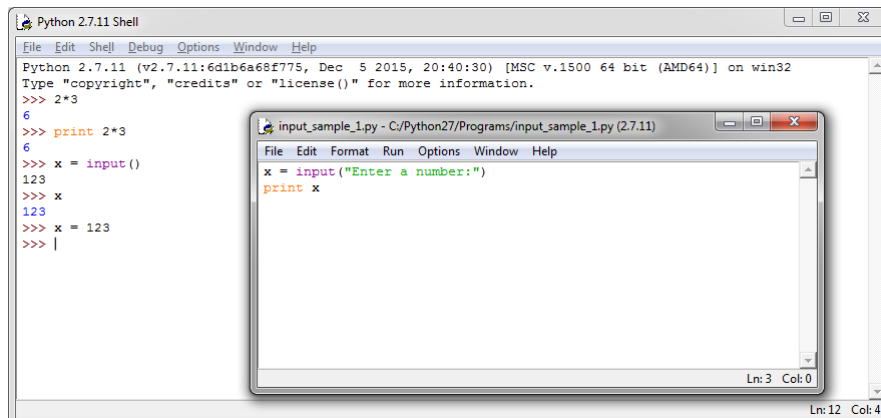 Python 2.7.11 Shell
File Edit Shell Debug Options Window Help
Python 2.7.11 (v2.7.11:6d1b6a68f775, Dec  5 2015, 20:40:30) [MSC v.1500 64 bit (AMD64)] on win32
Type "copyright", "credits" or "license()" for more information.
>>> 2*3
6
>>> print 2*3
6
>>> x = input()
123
>>> x
123
>>> x = 123
>>>
input_sample_1.py - C:/Python27/Programs/input_sample_1.py (2.7.11)
File Edit Format Run Options Window Help
x = input("Enter a number:")
print x
Ln: 3 Col: 0
Ln: 12 Col: 4